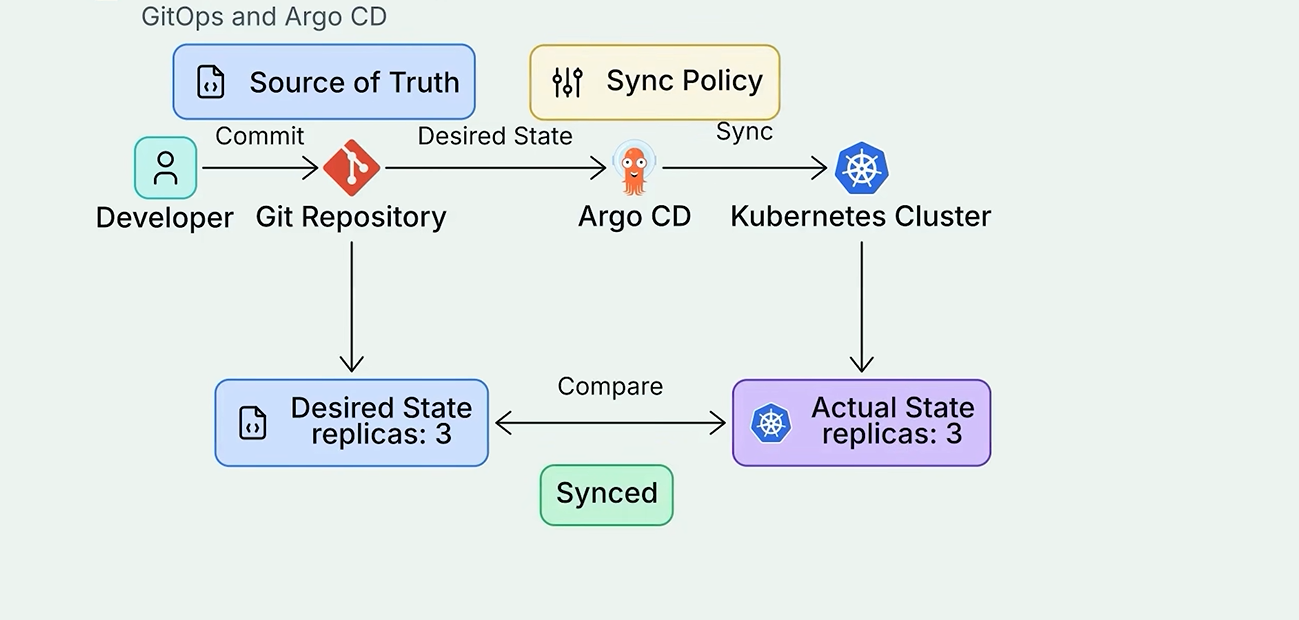 GitOps and Argo CD
Source of Truth
Sync Policy
Commit
Desired State
Sync
Developer
Git Repository
Argo CD
Kubernetes Cluster
Desired State
replicas: 3
Compare
Actual State
replicas: 3
Synced